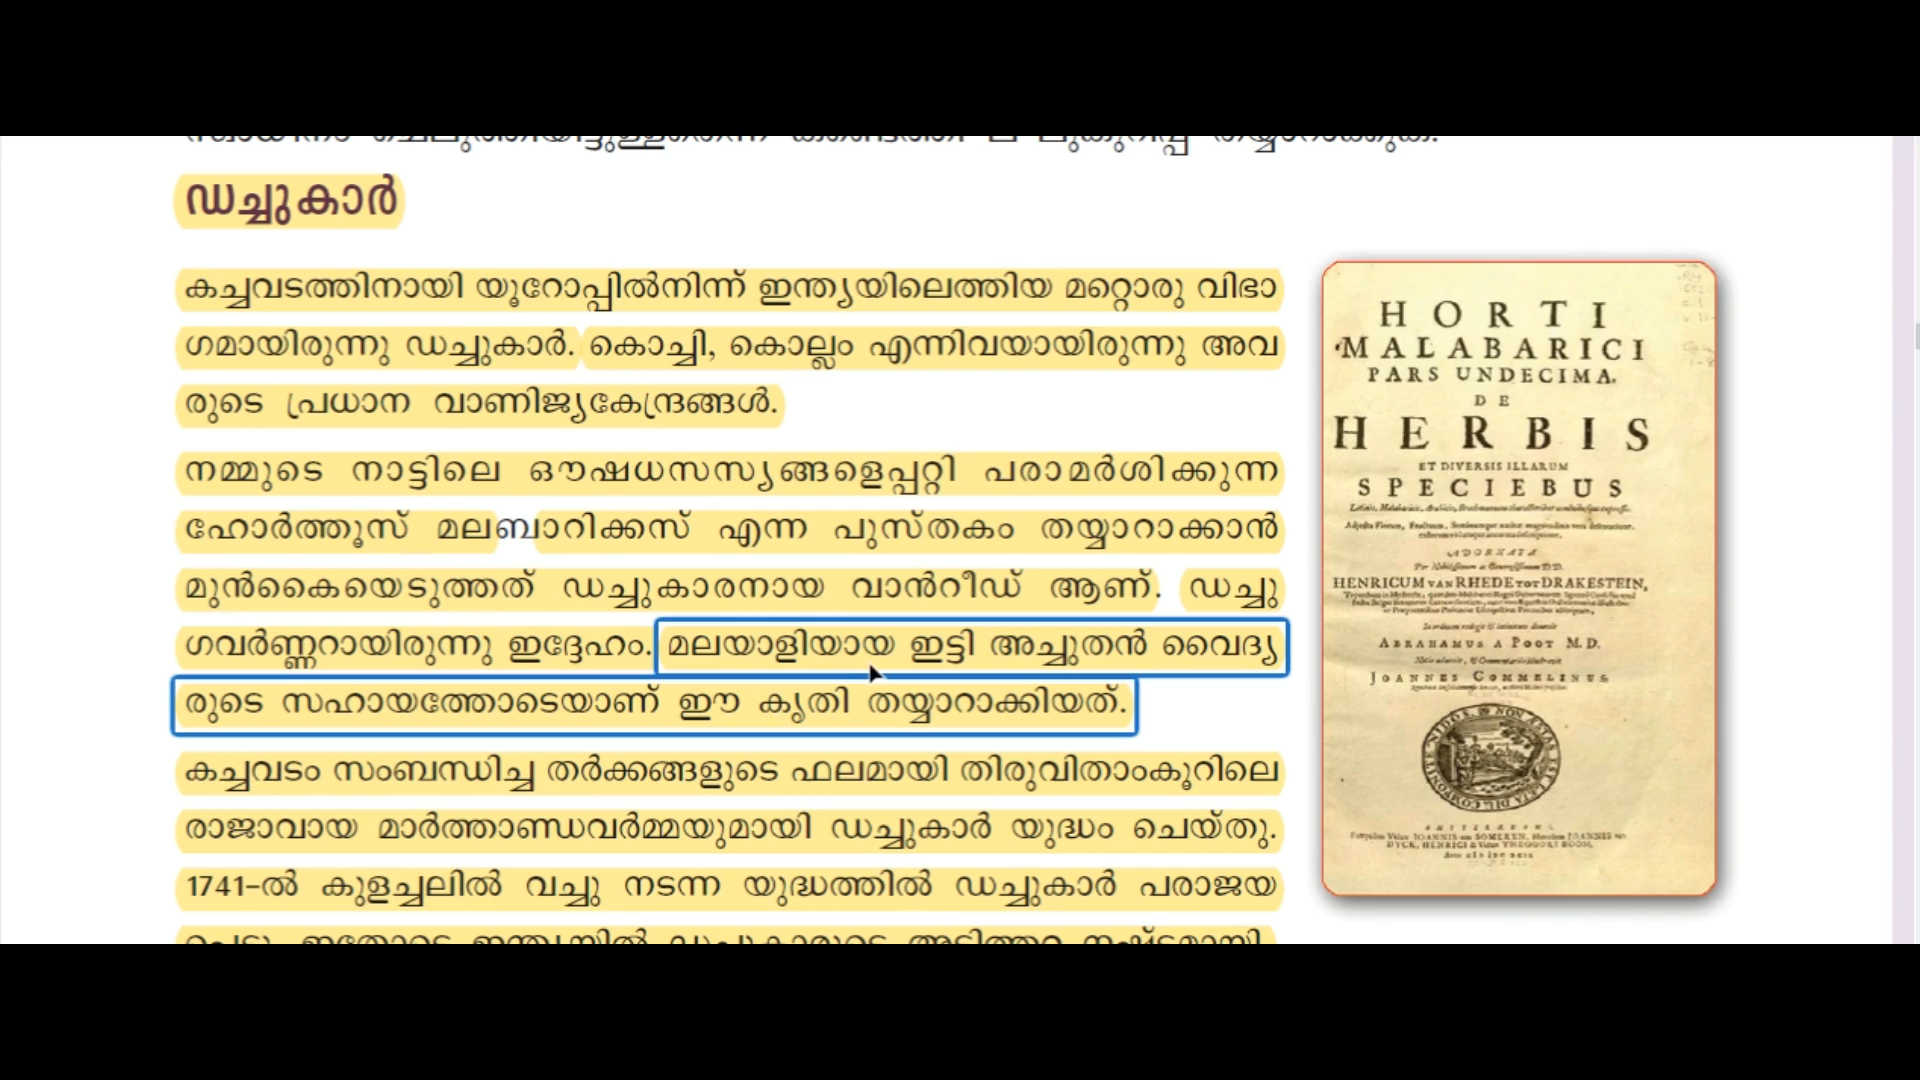 ഡച്ചുകാർ
കച്ചവടത്തിനായി യൂറോപ്പിൽനിന്ന് ഇന്ത്യയിലെത്തിയ മറ്റൊരു വിഭാ
ഗമായിരുന്നു ഡച്ചുകാർ. കൊച്ചി, കൊല്ലം എന്നിവയായിരുന്നു അവ
രുടെ പ്രധാന വാണിജ്യകേന്ദ്രങ്ങൾ.
നമ്മുടെ നാട്ടിലെ ഔഷധസസ്യങ്ങളെപ്പറ്റി പരാമർശിക്കുന്ന
ഹോർത്തൂസ് മലബാറിക്കസ് എന്ന പുസ്തകം തയ്യാറാക്കാൻ
മുൻകൈയെടുത്തത് ഡച്ചുകാരനായ വാൻറീഡ് ആണ്. ഡച്ചു
ഗവർണ്ണറായിരുന്നു ഇദ്ദേഹം. മലയാളിയായ ഇട്ടി അച്ചുതൻ വൈദ്യ
രുടെ സഹായത്തോടെയാണ് ഈ കൃതി തയ്യാറാക്കിയത്.
കച്ചവടം സംബന്ധിച്ച തർക്കങ്ങളുടെ ഫലമായി തിരുവിതാംകൂറിലെ
രാജാവായ മാർത്താണ്ഡവർമ്മയുമായി ഡച്ചുകാർ യുദ്ധം ചെയ്തു.
1741-ൽ കുളച്ചലിൽ വച്ചു നടന്ന യുദ്ധത്തിൽ ഡച്ചുകാർ പരാജയ
HORTI
MALABARICI
PARS UNDECIMA,
DE
HERBIS
ET DIVERSIS ILLARUM
SPECIEBUS
ADORNATA
HENRICUM VAN RHEDE TOT DRAKESTEIN,
ABRAHAMUS A POOT M.D.
JOANNES COMMELINUS